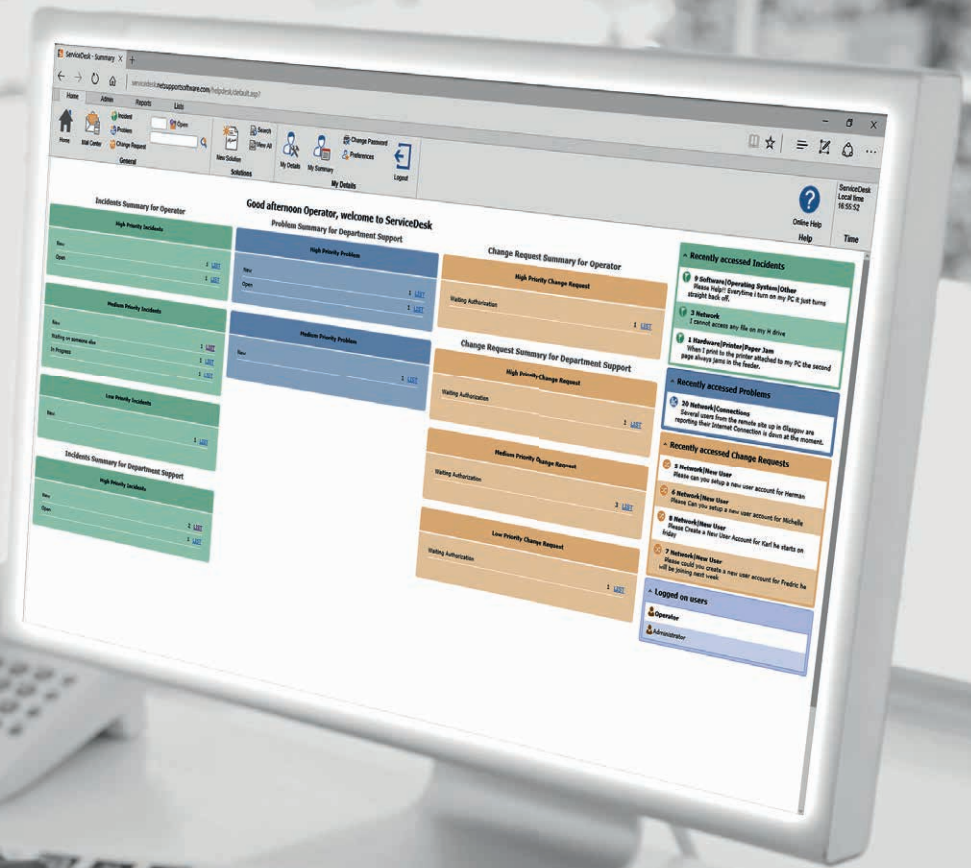 ServiceDesk - Summary
servicedesk.netsupportsoftware.com/helpdesk/default.asp?
Home Admin Reports Lists
Home
Mail Center
Incident
Problem
Change Request
Open
General
New Solution
Search
View All
Solutions
My Details
My Summary
Change Password
Preferences
Logout
My Details
Online Help
Help
ServiceDesk
Local time
16:55:52
Time
Good afternoon Operator, welcome to ServiceDesk
Incidents Summary for Operator
High Priority Incidents
New 1 LIST
Open 1 LIST
Medium Priority Incidents
New 1 LIST
Waiting on someone else 1 LIST
In Progress 1 LIST
Low Priority Incidents
New 1 LIST
Incidents Summary for Department Support
High Priority Incidents
New 2 LIST
Open 1 LIST
Problem Summary for Department Support
High Priority Problem
New 1 LIST
Open 1 LIST
Medium Priority Problem
New 1 LIST
Change Request Summary for Operator
High Priority Change Request
Waiting Authorization 1 LIST
Change Request Summary for Department Support
High Priority Change Request
Waiting Authorization LIST
Medium Priority Change Request
Waiting Authorization 3 LIST
Low Priority Change Request
Waiting Authorization 1 LIST
Recently accessed Incidents
9 Software|Operating System|Other
Please Help!! Everytime i turn on my PC it just turns
straight back off,
3 Network
I cannot access any file on my H drive
1 Hardware|Printer|Paper Jam
When I print to the printer attached to my PC the second
page always jams in the feeder.
Recently accessed Problems
20 Network|Connections
Several users from the remote site up in Glasgow are
reporting their Internet Connection is down at the moment.
Recently accessed Change Requests
5 Network|New User
Please can you setup a new user account for Herman
6 Network|New User
Please Can you setup a new user account for Michelle
8 Network|New User
Please Create a New User Account for Karl he starts on
friday
7 Network|New User
Please could you create a new user account for Fredric he
will be joining next week
Logged on users
Operator
Administrator